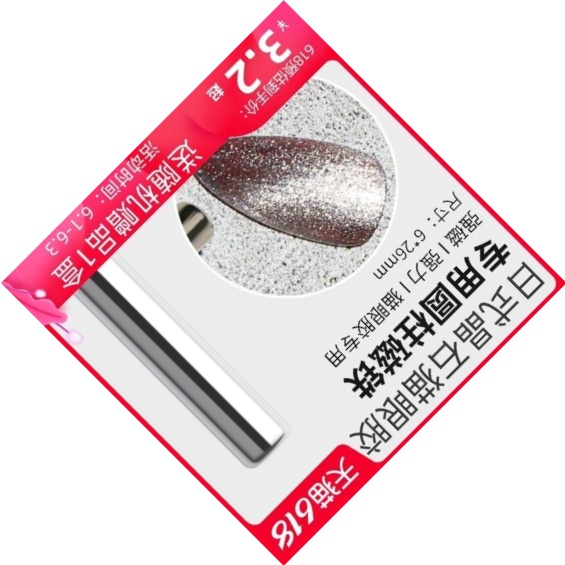 天猫618
日式晶石猫眼胶
专用圆柱磁铁
强磁 | 强力 | 猫眼胶专用
尺寸：6*26mm
送随机赠品1盒
活动时间：6.1-6.3
618预估到手价：
￥3.2起